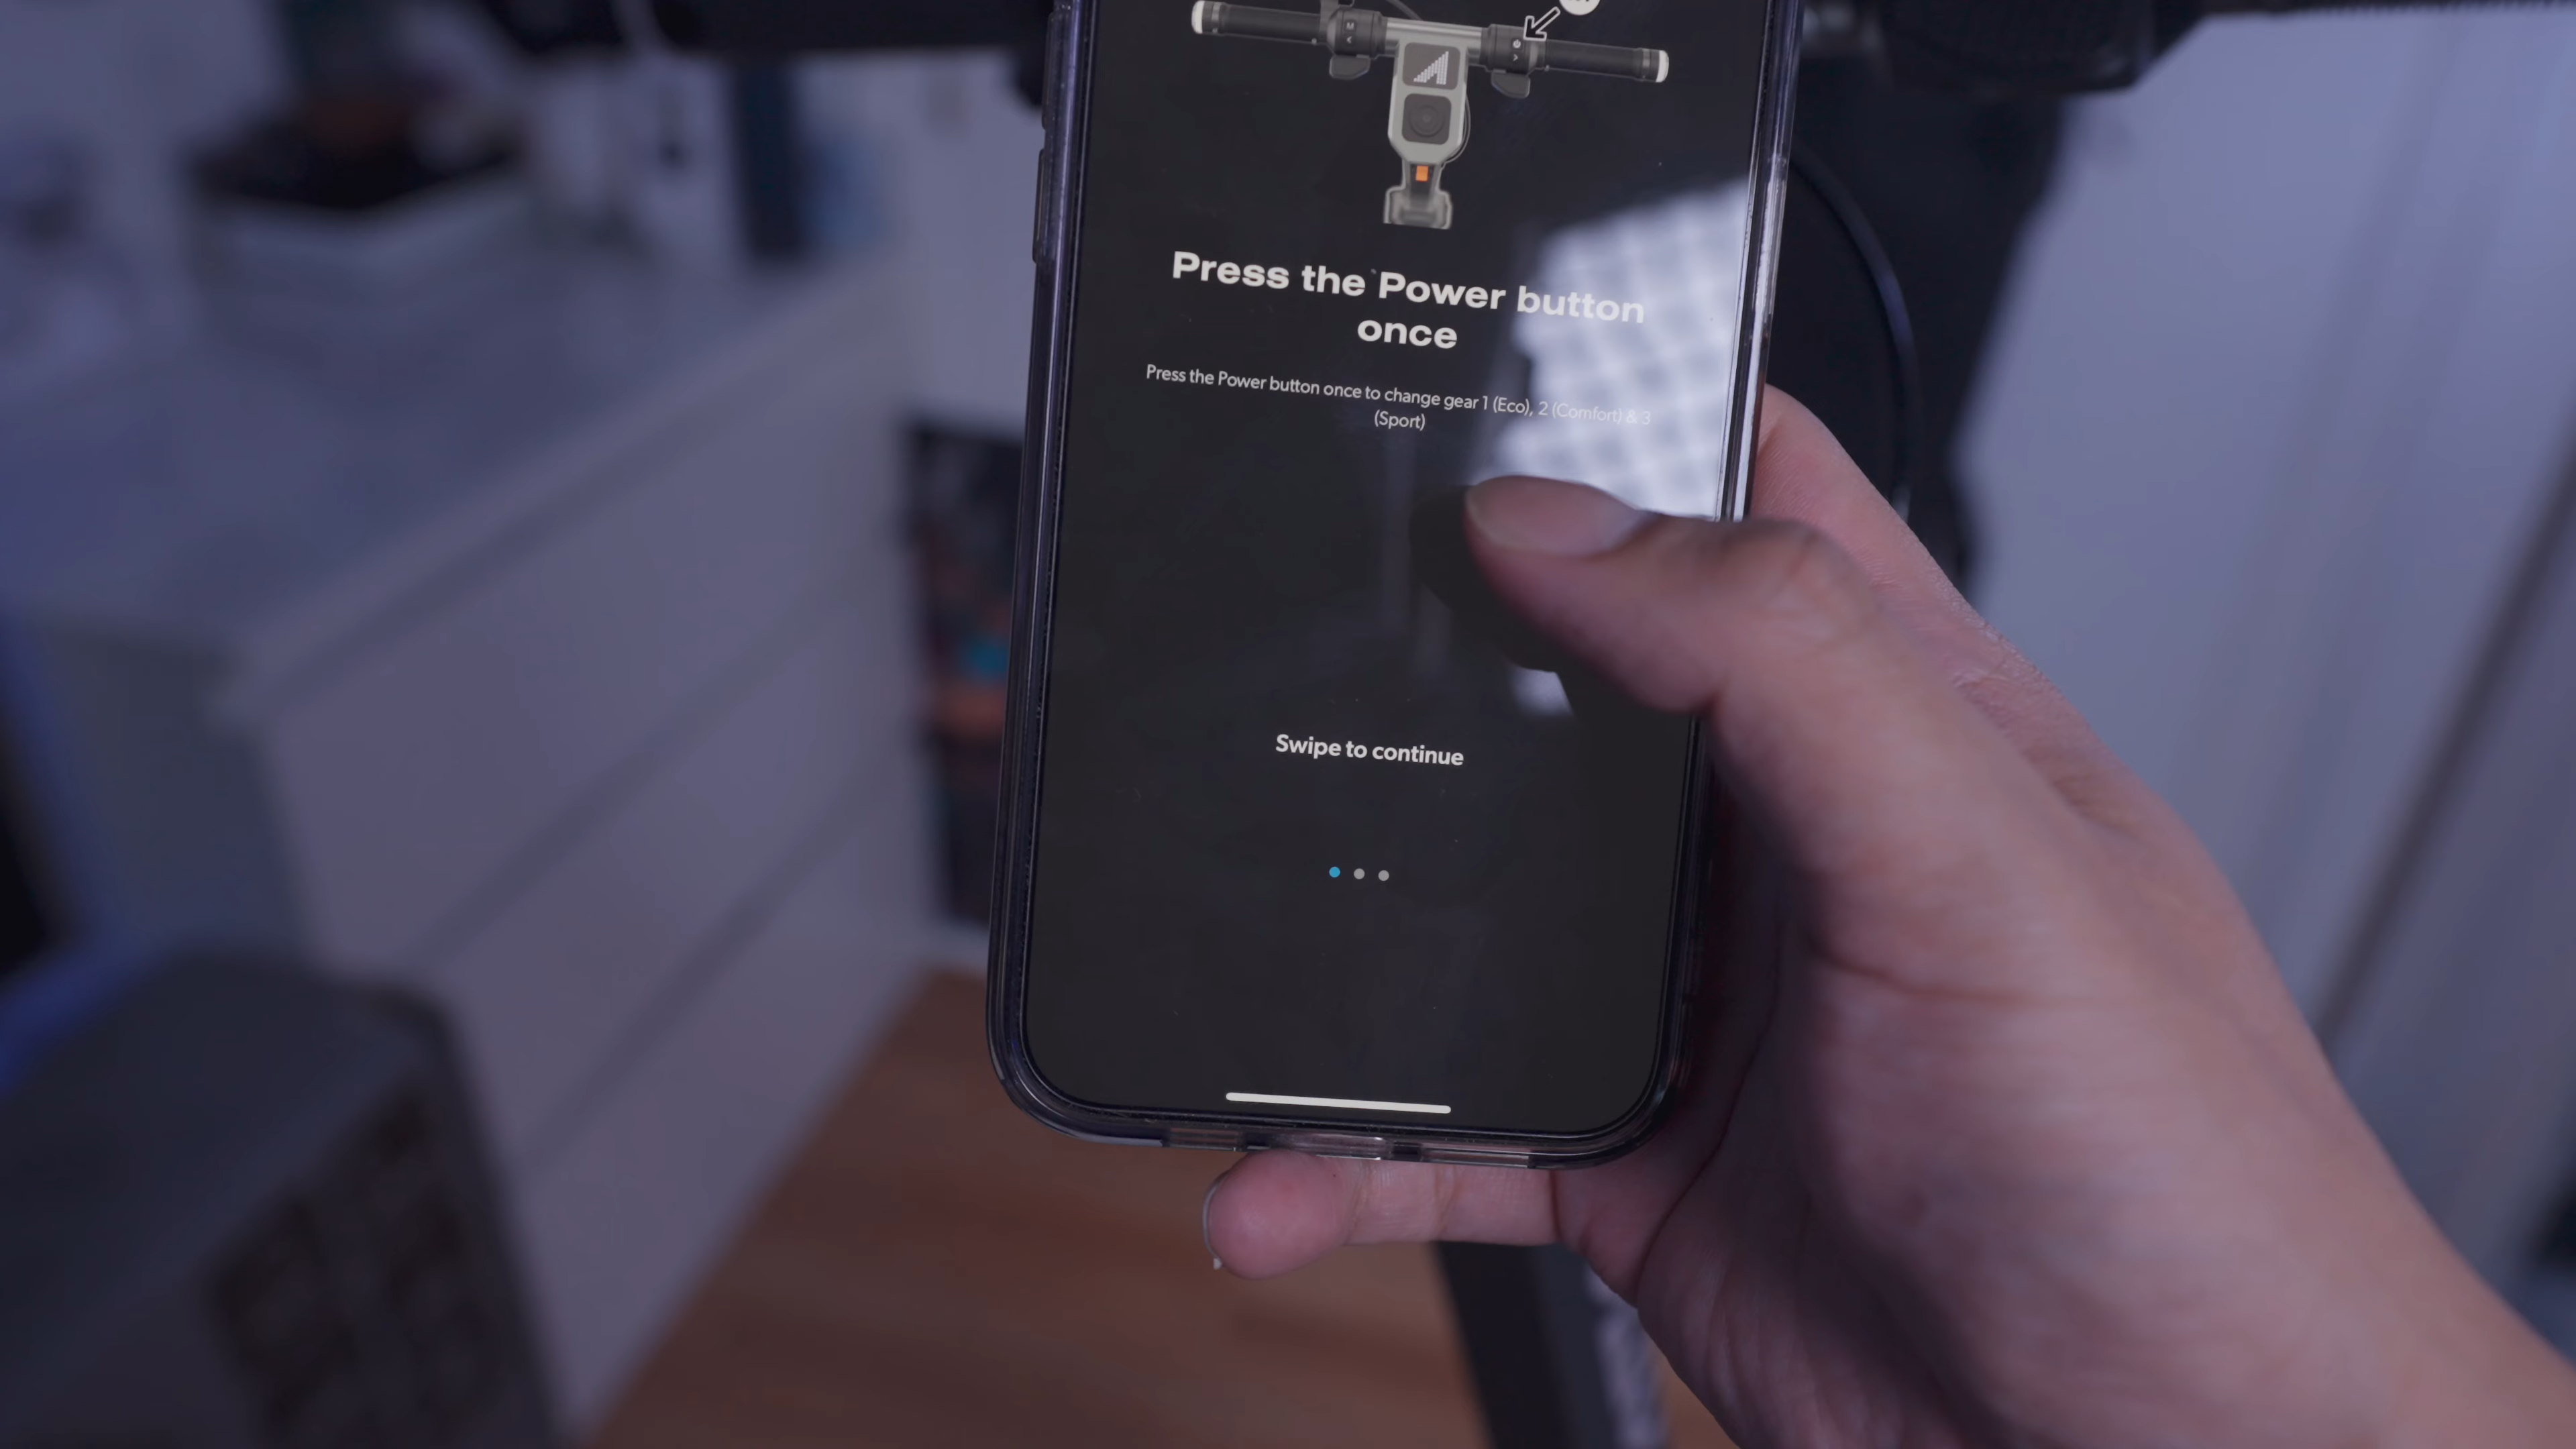 M
Press the Power button
once
Press the Power button once to change gear 1 (Eco), 2 (Comfort) & 3
(Sport)
Swipe to continue